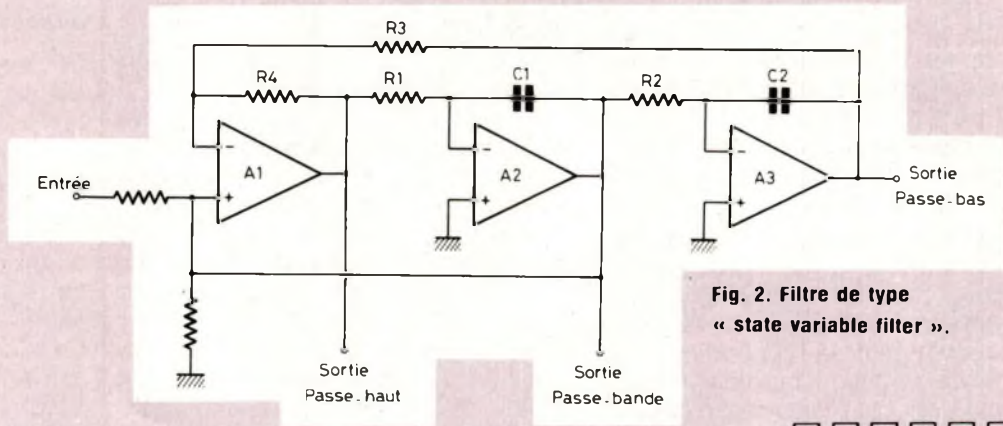 R3
R4
R1
C1
R2
C2
Entrée
A1
A2
A3
-
+
-
+
-
+
Sortie
Passe-bas
Sortie
Passe-haut
Sortie
Passe-bande
Fig. 2. Filtre de type
« state variable filter ».